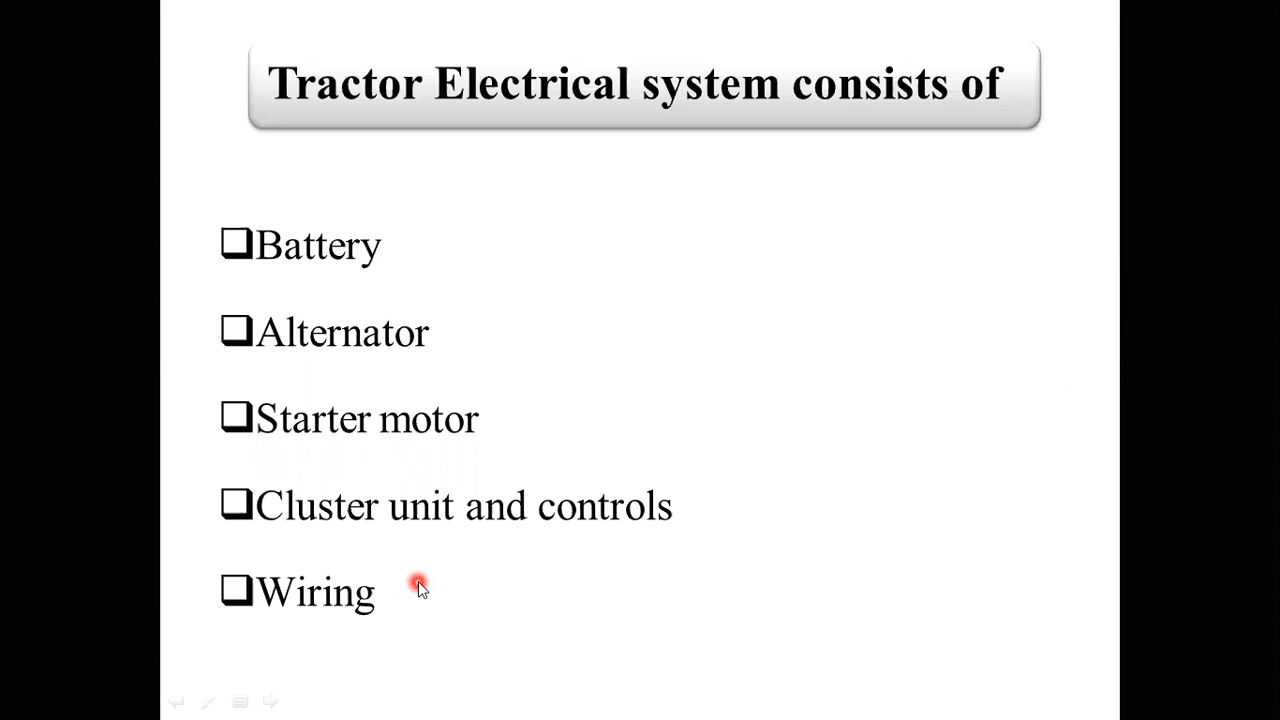 Tractor Electrical system consists of
❑Battery
❑Alternator
❑Starter motor
❑Cluster unit and controls
❑Wiring